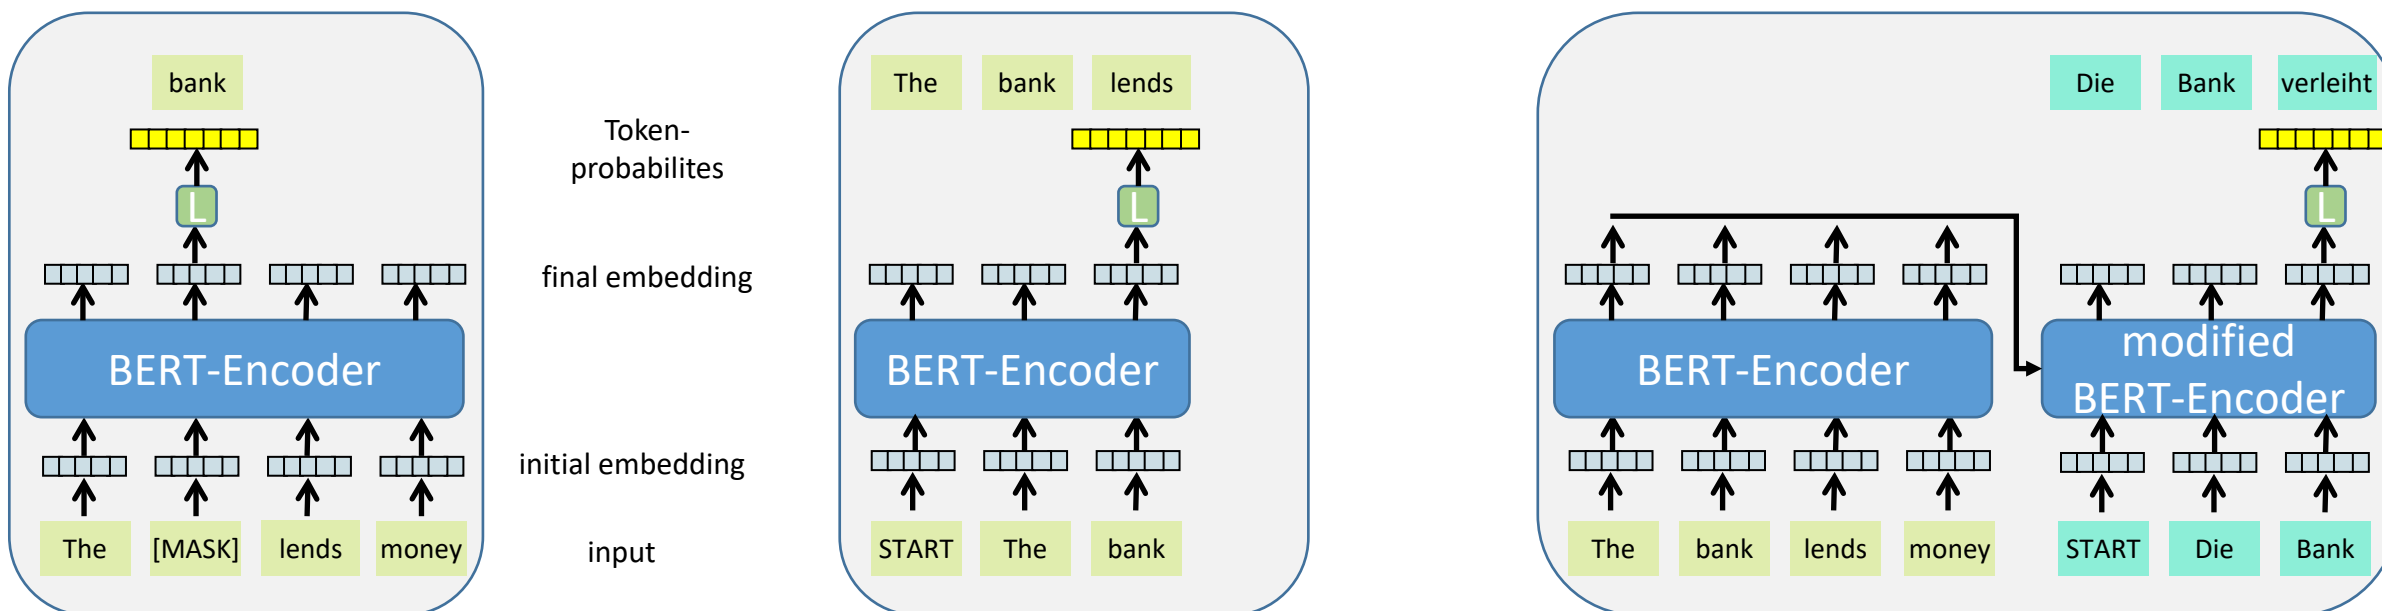 bank
L
BERT-Encoder
The [MASK] lends money
Token-
probabilites
final embedding
initial embedding
input
The bank lends
L
BERT-Encoder
START The bank
Die Bank verleiht
L
BERT-Encoder
modified
BERT-Encoder
The bank lends money
START Die Bank